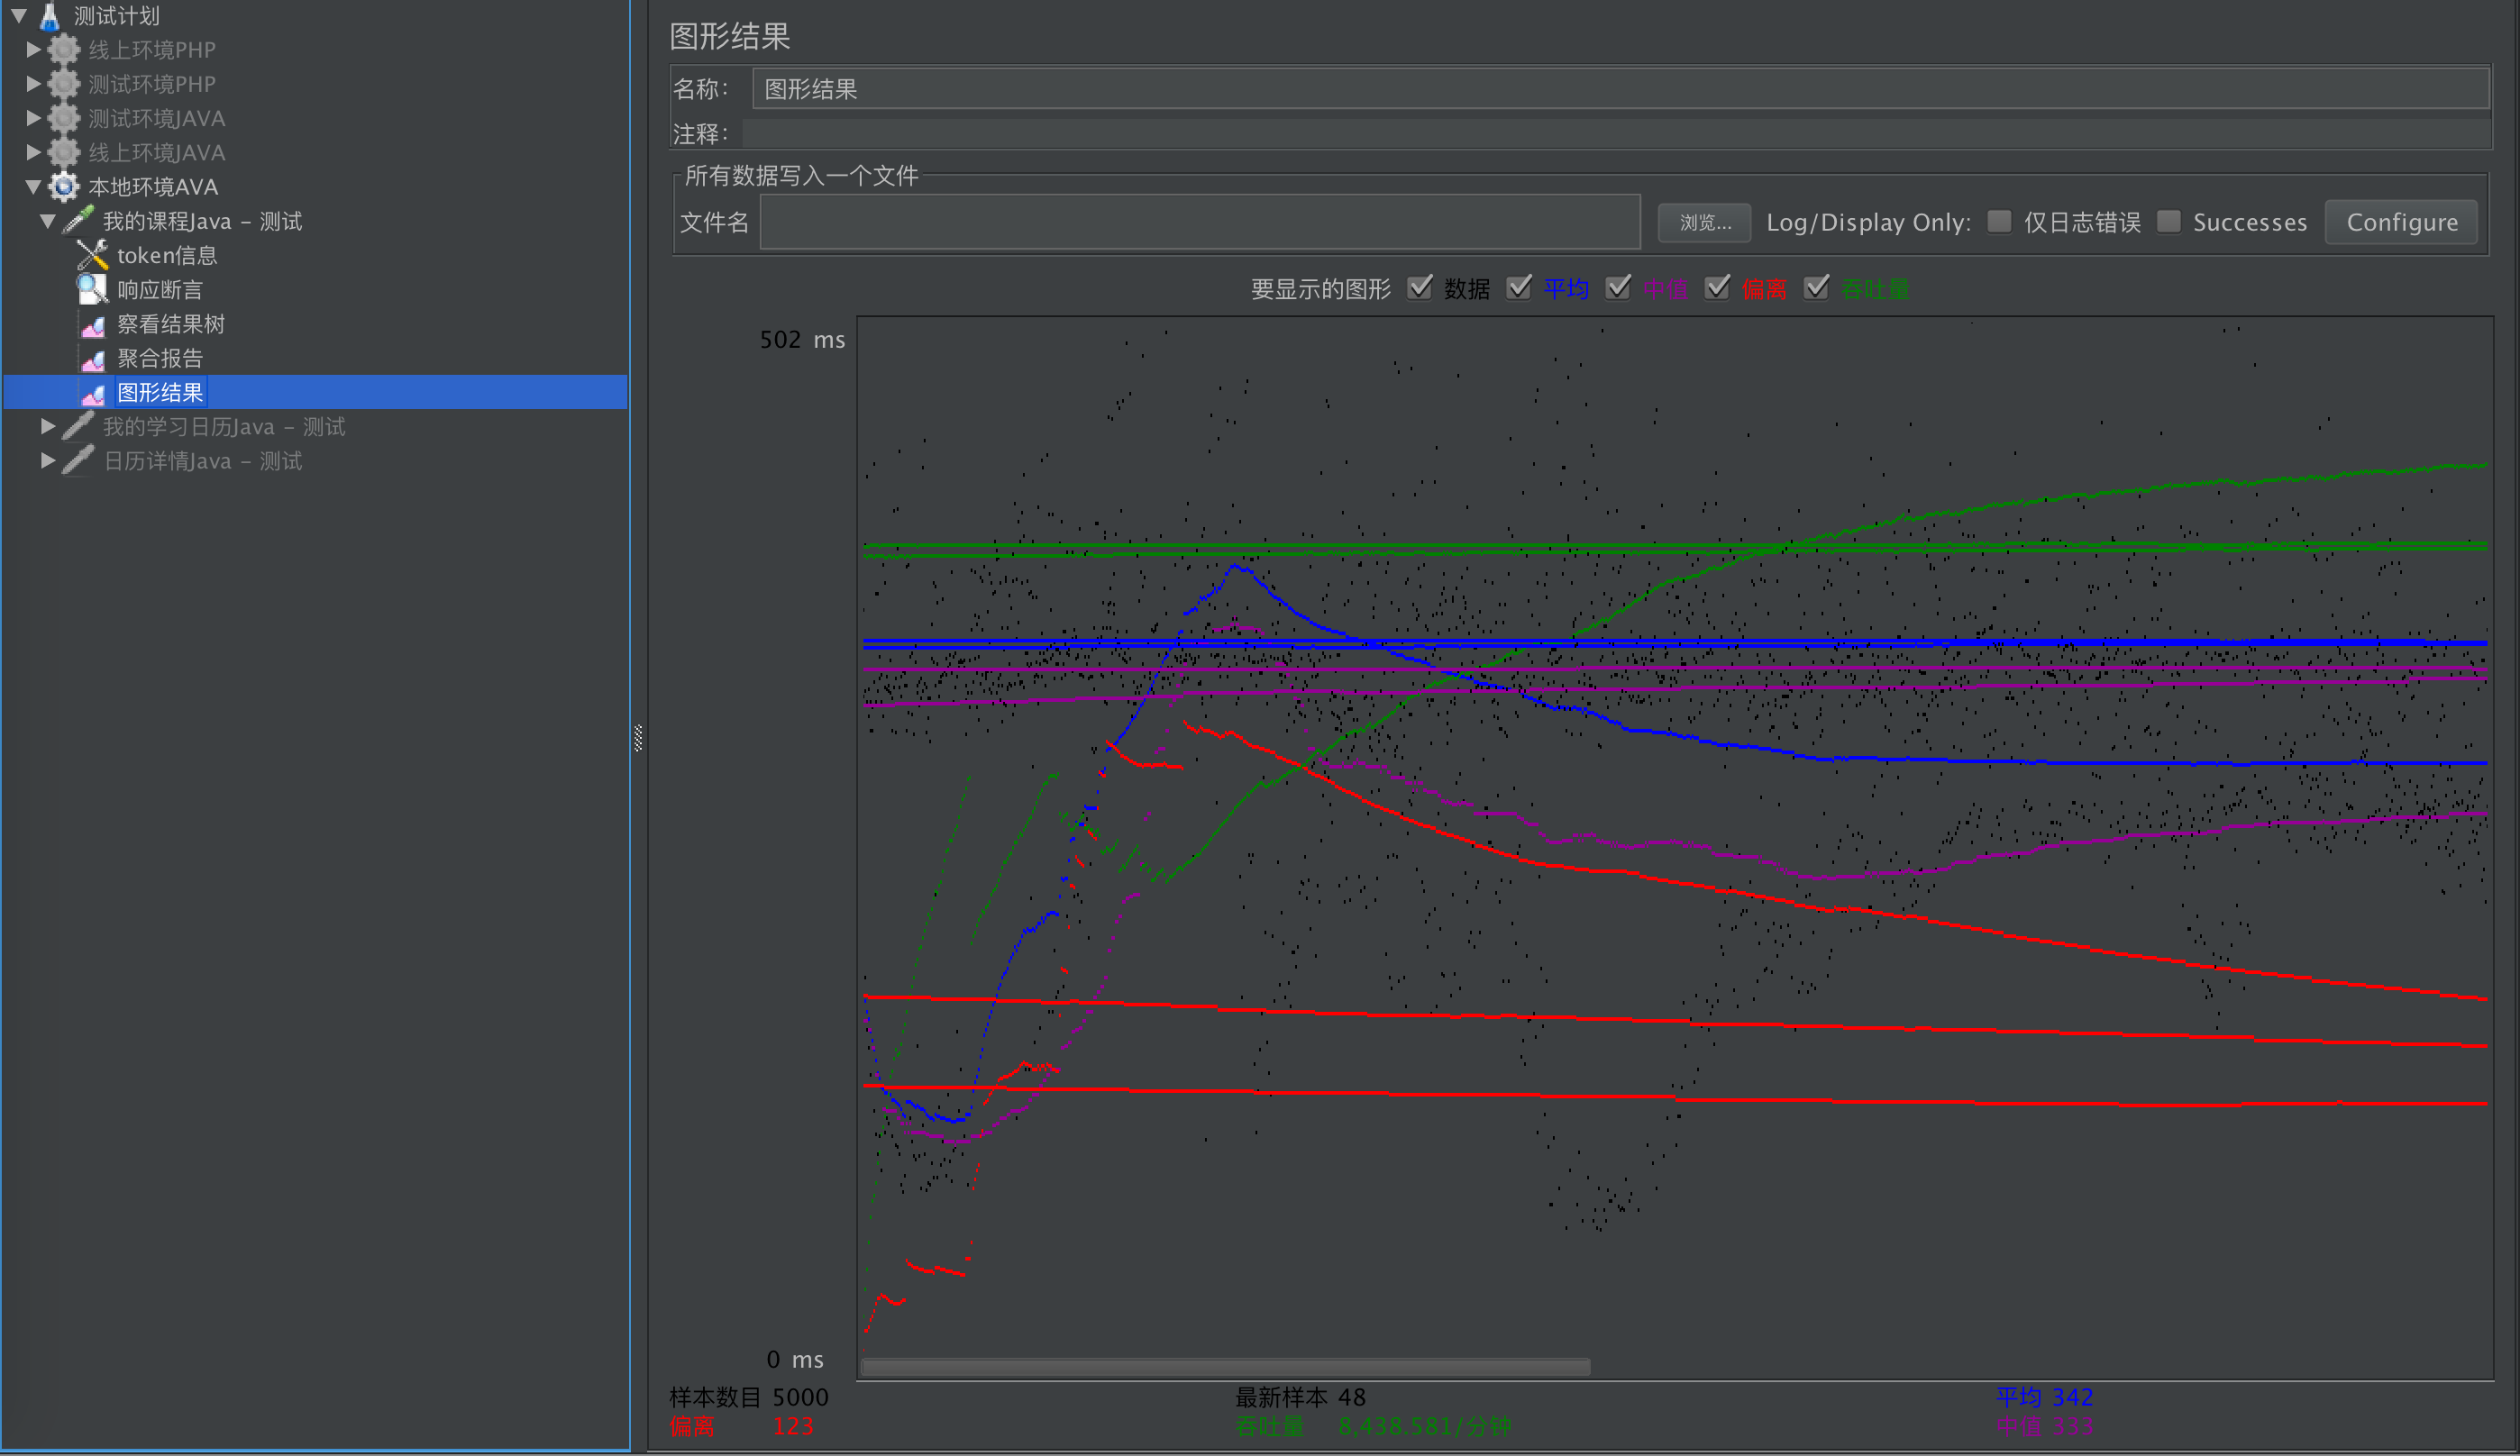 测试计划
线上环境PHP
测试环境PHP
测试环境JAVA
线上环境JAVA
本地环境AVA
我的课程Java – 测试
token信息
响应断言
察看结果树
聚合报告
图形结果
我的学习日历Java – 测试
日历详情Java – 测试
图形结果
名称： 图形结果
注释：
所有数据写入一个文件
文件名 浏览... Log/Display Only: 仅日志错误 Successes Configure
要显示的图形 数据 平均 中值 偏离 吞吐量
502 ms
0 ms
样本数目 5000 最新样本 48 平均 342
偏离 123 吞吐量 8,438.581/分钟 中值 333